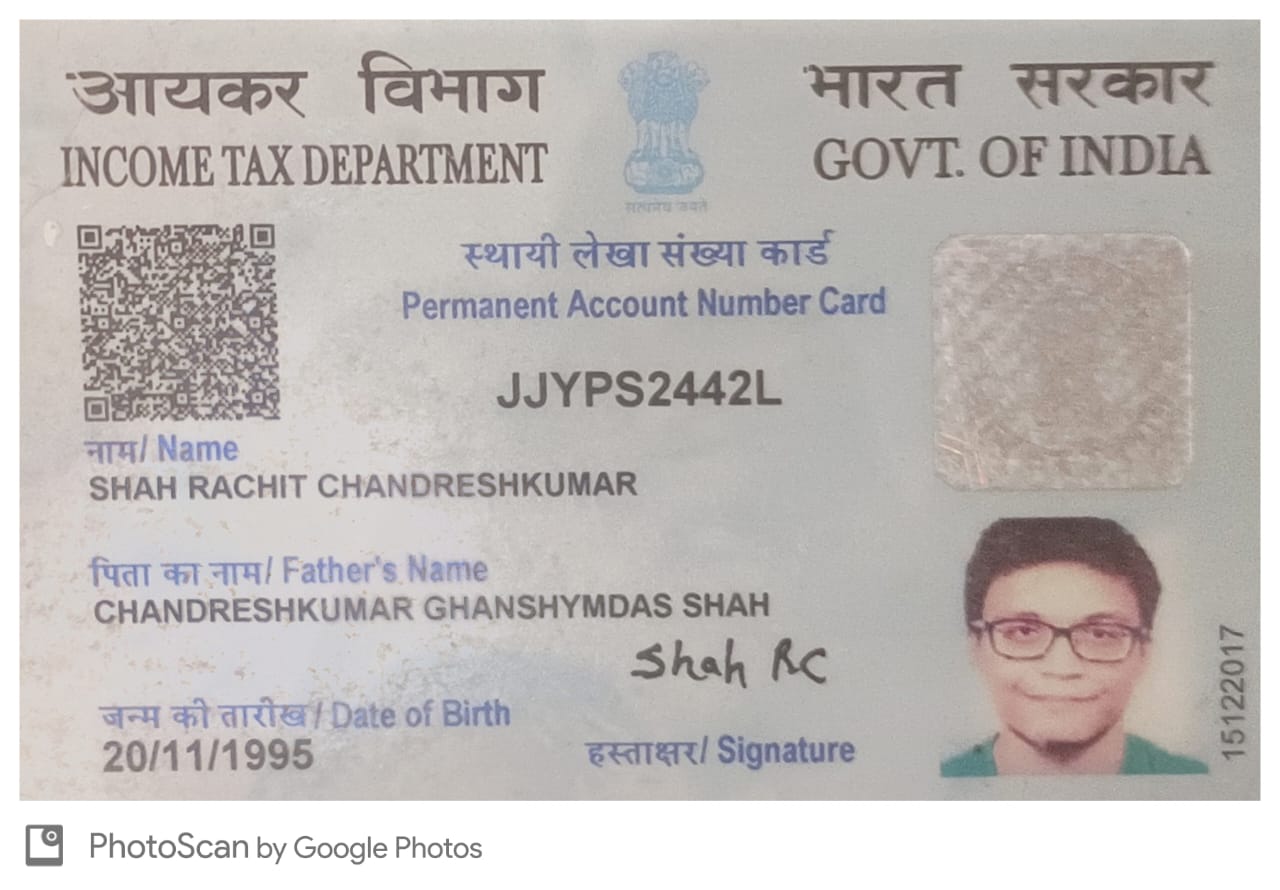 आयकर विभाग
INCOME TAX DEPARTMENT
भारत सरकार
GOVT. OF INDIA
सत्यमेव जयते
स्थायी लेखा संख्या कार्ड
Permanent Account Number Card
JJYPS2442L
नाम/ Name
SHAH RACHIT CHANDRESHKUMAR
पिता का नाम/ Father's Name
CHANDRESHKUMAR GHANSHYMDAS SHAH
Shah RC
जन्म की तारीख/ Date of Birth
20/11/1995
हस्ताक्षर/ Signature
15122017
PhotoScan by Google Photos